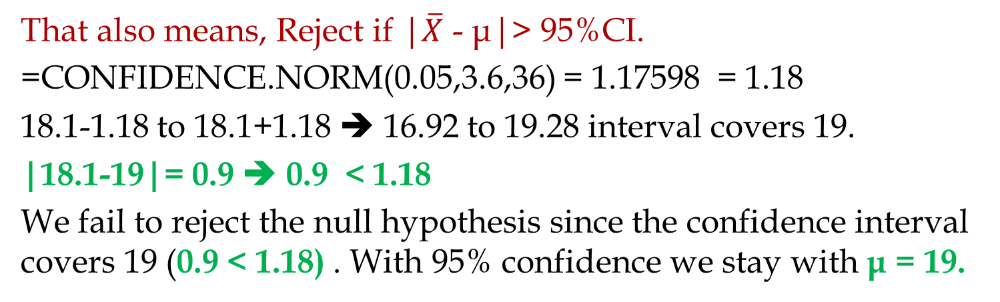 That also means, Reject if |X̄ - µ|> 95%CI.
=CONFIDENCE.NORM(0.05,3.6,36) = 1.17598 = 1.18
18.1-1.18 to 18.1+1.18 ➔ 16.92 to 19.28 interval covers 19.
|18.1-19|= 0.9 ➔ 0.9 < 1.18
We fail to reject the null hypothesis since the confidence interval
covers 19 (0.9 < 1.18) . With 95% confidence we stay with µ = 19.